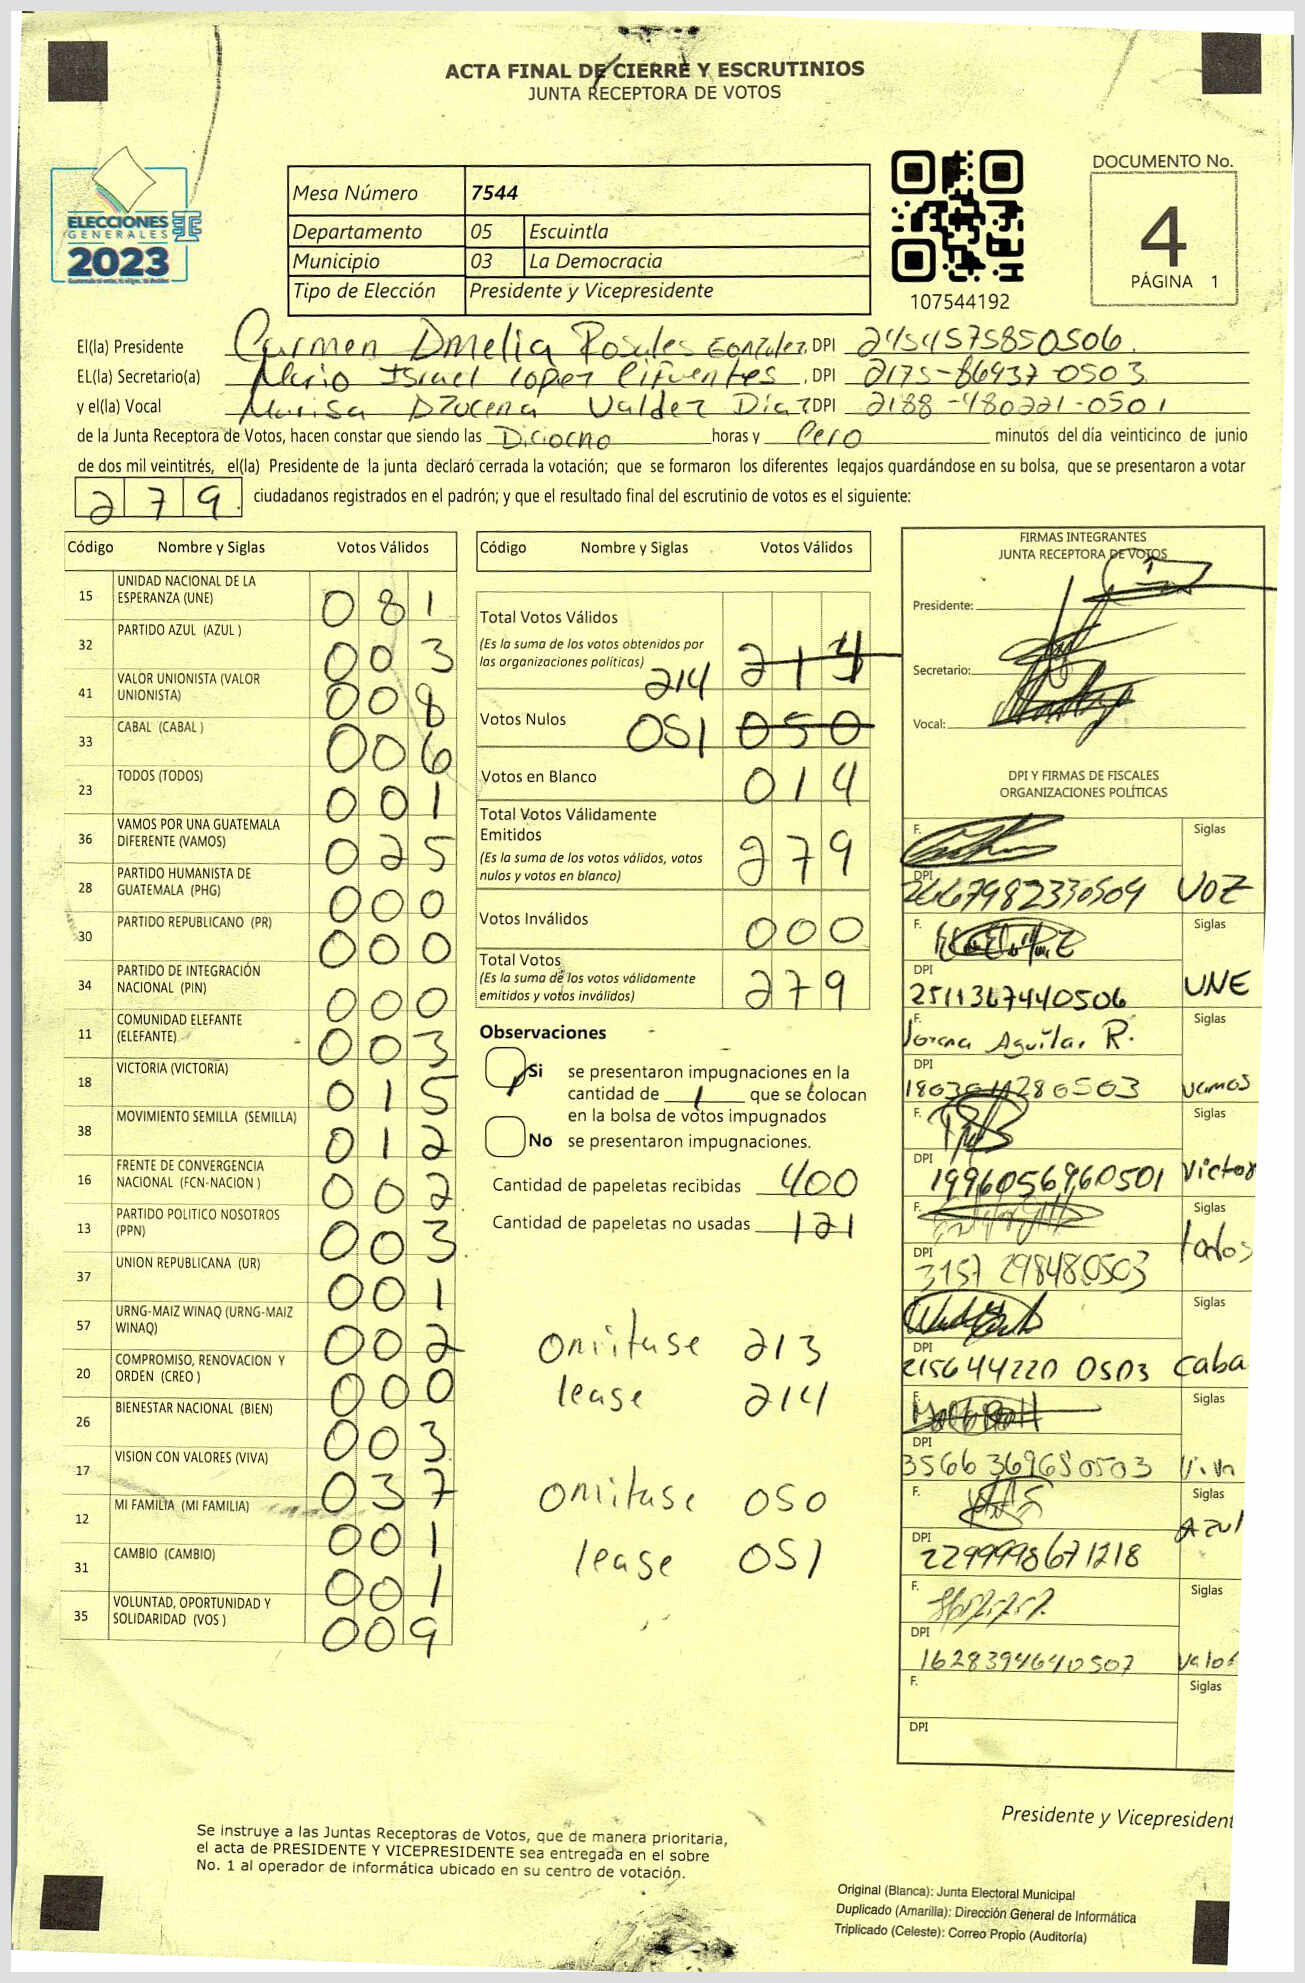 ACTA FINAL DE CIERRE Y ESCRUTINIOS
JUNTA RECEPTORA DE VOTOS
ELECCIONES
GENERALES
2023
Mesa Número 7544
Departamento 05 Escuintla
Municipio 03 La Democracia
Tipo de Elección Presidente y Vicepresidente
107544192
DOCUMENTO No.
4
PÁGINA 1
El(la) Presidente Carmen Amelia Rosales Gonzalez, DPI 2454575850506
EL(la) Secretario(a) Mario Israel Lopez Cifuentes, DPI 2175-86937-0503
y el(la) Vocal Marisa Azucena Valdez Diaz DPI 2188-480221-0501
de la Junta Receptora de Votos, hacen constar que siendo las Diciocho horas y Cero minutos del día veinticinco de junio
de dos mil veintitrés, el(la) Presidente de la junta declaró cerrada la votación; que se formaron los diferentes legajos guardándose en su bolsa, que se presentaron a votar
279 ciudadanos registrados en el padrón; y que el resultado final del escrutinio de votos es el siguiente:
Código Nombre y Siglas Votos Válidos
15 UNIDAD NACIONAL DE LA ESPERANZA (UNE) 081
32 PARTIDO AZUL (AZUL ) 003
41 VALOR UNIONISTA (VALOR UNIONISTA) 008
33 CABAL (CABAL ) 006
23 TODOS (TODOS) 001
36 VAMOS POR UNA GUATEMALA DIFERENTE (VAMOS) 025
28 PARTIDO HUMANISTA DE GUATEMALA (PHG) 000
30 PARTIDO REPUBLICANO (PR) 000
34 PARTIDO DE INTEGRACIÓN NACIONAL (PIN) 000
11 COMUNIDAD ELEFANTE (ELEFANTE) 003
18 VICTORIA (VICTORIA) 015
38 MOVIMIENTO SEMILLA (SEMILLA) 012
16 FRENTE DE CONVERGENCIA NACIONAL (FCN-NACION ) 002
13 PARTIDO POLITICO NOSOTROS (PPN) 003
37 UNION REPUBLICANA (UR) 001
57 URNG-MAIZ WINAQ (URNG-MAIZ WINAQ) 002
20 COMPROMISO, RENOVACION Y ORDEN (CREO ) 000
26 BIENESTAR NACIONAL (BIEN) 003
17 VISION CON VALORES (VIVA) 037
12 MI FAMILIA (MI FAMILIA) 001
31 CAMBIO (CAMBIO) 001
35 VOLUNTAD, OPORTUNIDAD Y SOLIDARIDAD (VOS ) 009
Código Nombre y Siglas Votos Válidos
Total Votos Válidos
(Es la suma de los votos obtenidos por
las organizaciones políticas)
214
Votos Nulos 051 050
Votos en Blanco 014
Total Votos Válidamente
Emitidos
(Es la suma de los votos válidos, votos
nulos y votos en blanco)
279
Votos Inválidos 000
Total Votos
(Es la suma de los votos válidamente
emitidos y votos inválidos)
279
Observaciones
Si se presentaron impugnaciones en la
cantidad de 1 que se colocan
en la bolsa de votos impugnados
No se presentaron impugnaciones.
Cantidad de papeletas recibidas 400
Cantidad de papeletas no usadas 121
omitase 213
lease 214
omitase 050
lease 051
FIRMAS INTEGRANTES
JUNTA RECEPTORA DE VOTOS
Presidente:
Secretario:
Vocal:
DPI Y FIRMAS DE FISCALES
ORGANIZACIONES POLÍTICAS
F. Siglas
DPI 2467982330509 VOZ
F. Siglas
DPI 2511367440506 UNE
F. Lorena Aguilar R. Siglas
DPI vamos
F. Siglas
DPI 1996056960501 Victor
F. Siglas
DPI 3157 298480503 todos
F. Siglas
DPI 215644220 0503 Caba
F. Siglas
DPI 3566369680503 Viva
F. Siglas
DPI 2299998671218 AZUL
F. Siglas
DPI 1628394640507 Valor
F. Siglas
DPI
Presidente y Vicepresident
Se instruye a las Juntas Receptoras de Votos, que de manera prioritaria,
el acta de PRESIDENTE Y VICEPRESIDENTE sea entregada en el sobre
No. 1 al operador de informática ubicado en su centro de votación.
Original (Blanca): Junta Electoral Municipal
Duplicado (Amarilla): Dirección General de Informática
Triplicado (Celeste): Correo Propio (Auditoría)